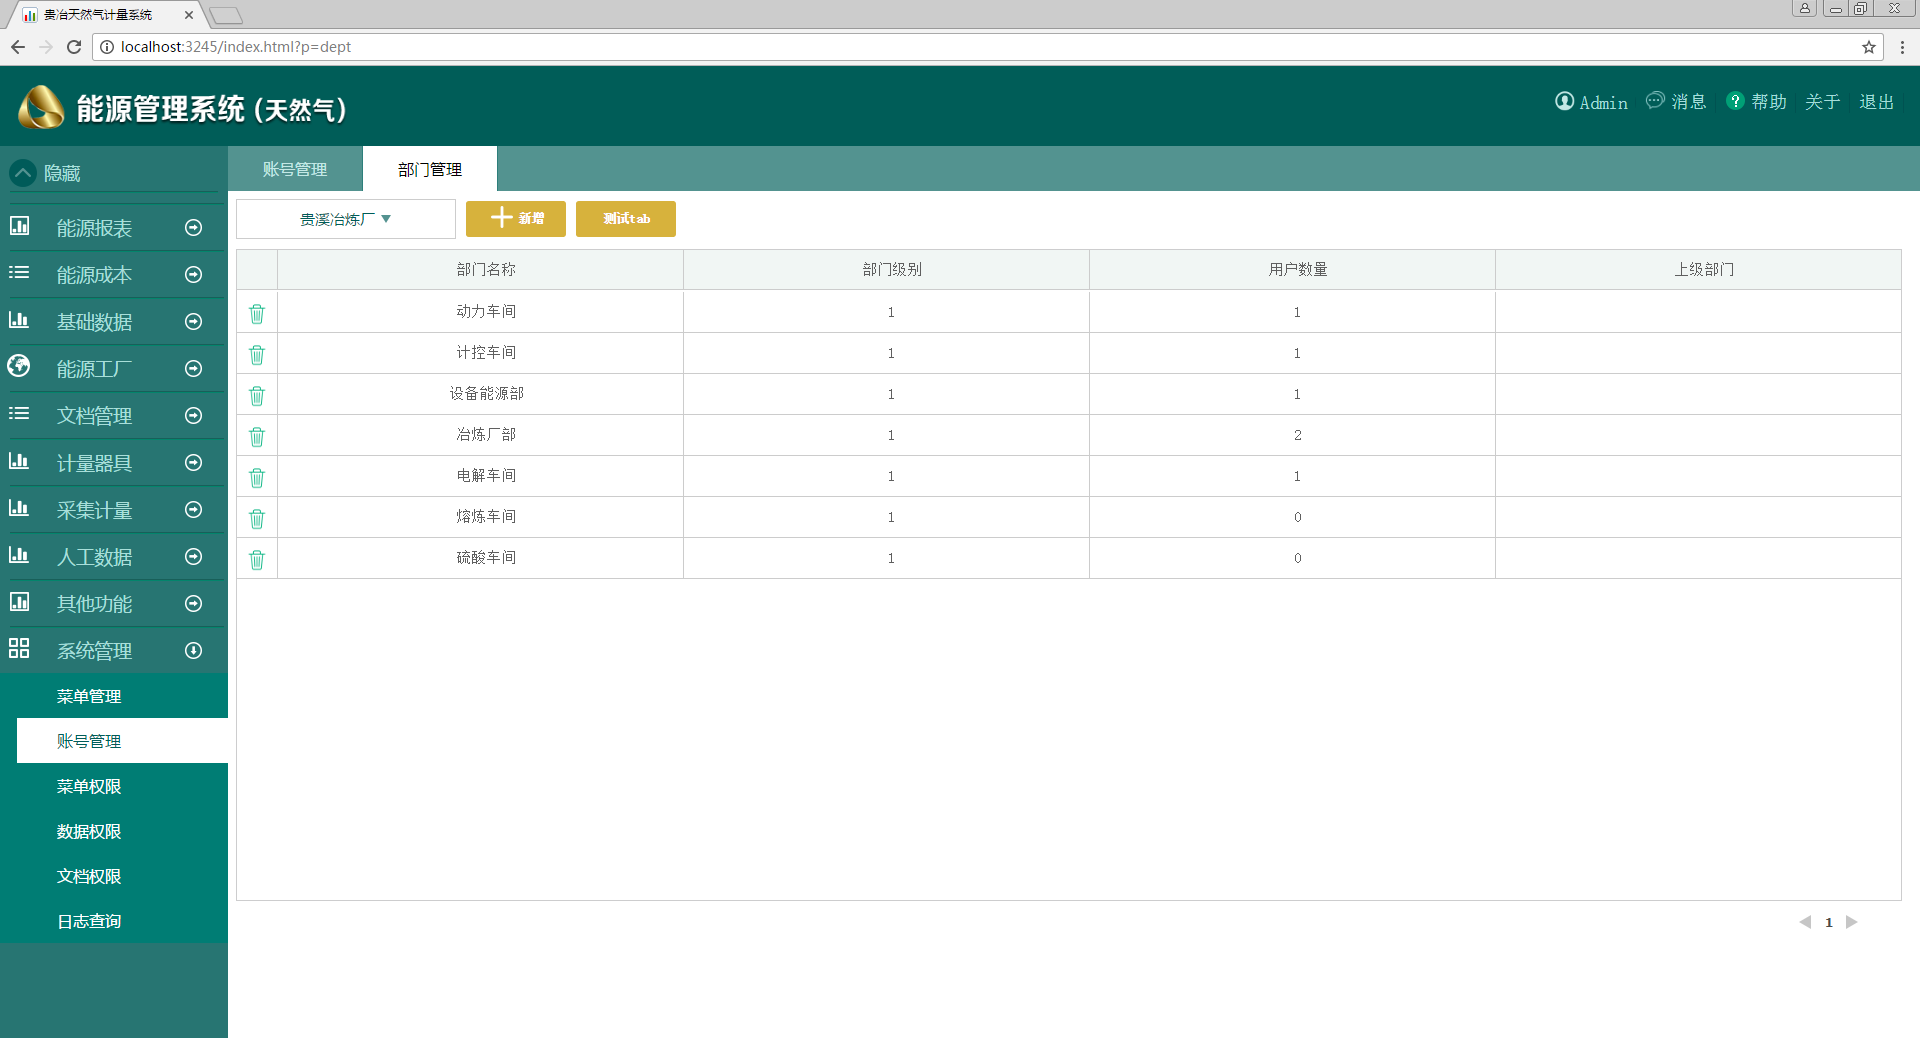 贵冶天然气计量系统
localhost:3245/index.html?p=dept
能源管理系统(天然气)
Admin 消息 ? 帮助 关于 退出
隐藏
能源报表
能源成本
基础数据
能源工厂
文档管理
计量器具
采集计量
人工数据
其他功能
系统管理
菜单管理
账号管理
菜单权限
数据权限
文档权限
日志查询
账号管理 部门管理
贵溪冶炼厂 新增 测试tab
部门名称 部门级别 用户数量 上级部门
动力车间 1 1
计控车间 1 1
设备能源部 1 1
冶炼厂部 1 2
电解车间 1 1
熔炼车间 1 0
硫酸车间 1 0
1